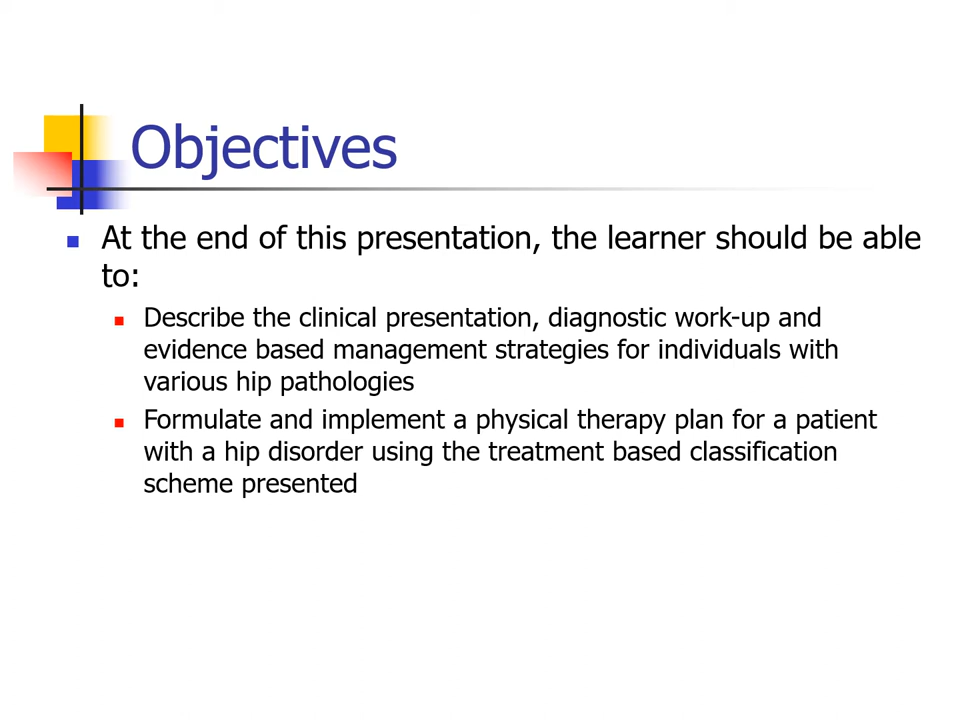 Objectives
At the end of this presentation, the learner should be able
to:
Describe the clinical presentation, diagnostic work-up and
evidence based management strategies for individuals with
various hip pathologies
Formulate and implement a physical therapy plan for a patient
with a hip disorder using the treatment based classification
scheme presented